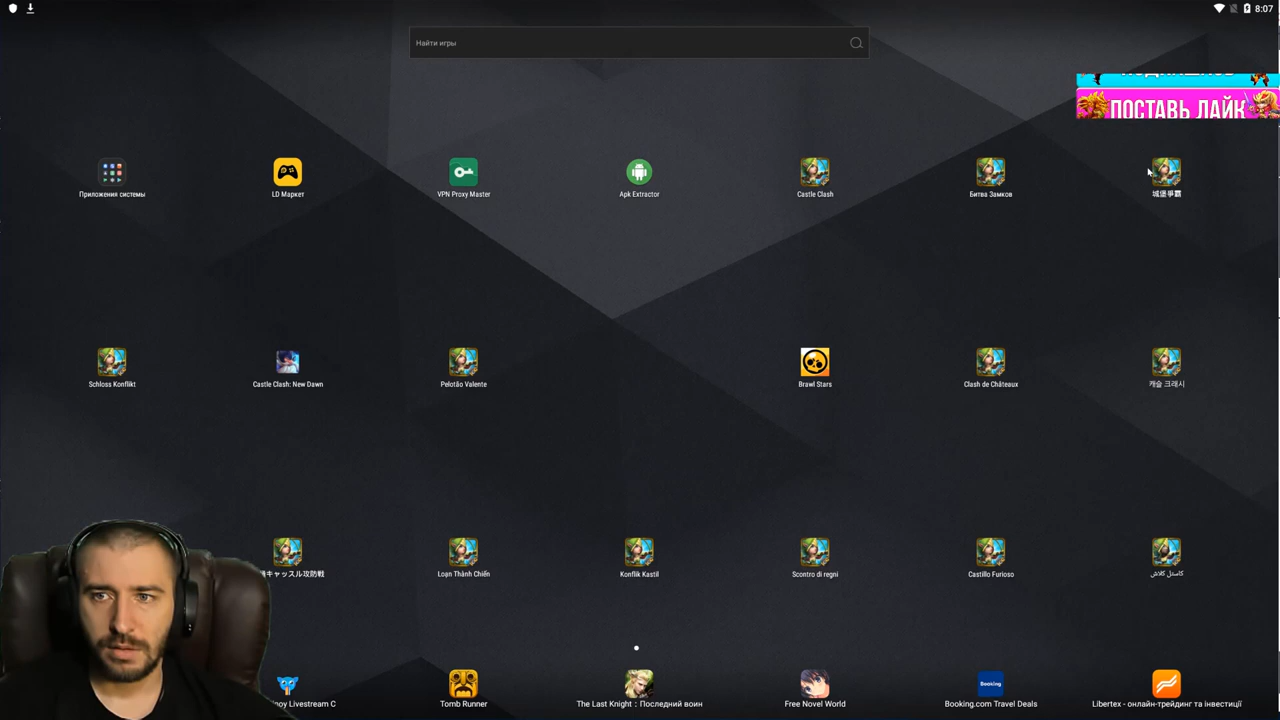 8:07
Найти игры
ПОДПИШИСЬ
ПОСТАВЬ ЛАЙК
Приложения системы
LD Маркет
VPN Proxy Master
Apk Extractor
Castle Clash
Битва Замков
城堡爭霸
Schloss Konflikt
Castle Clash: New Dawn
Pelotão Valente
Brawl Stars
Clash de Châteaux
캐슬 크래시
キャッスル攻防戦
Loạn Thành Chiến
Konflik Kastil
Scontro di regni
Castillo Furioso
كاسـل كلاش
Livestream C
Tomb Runner
The Last Knight : Последний воин
Free Novel World
Booking
Booking.com Travel Deals
Libertex - онлайн-трейдинг та інвестиції